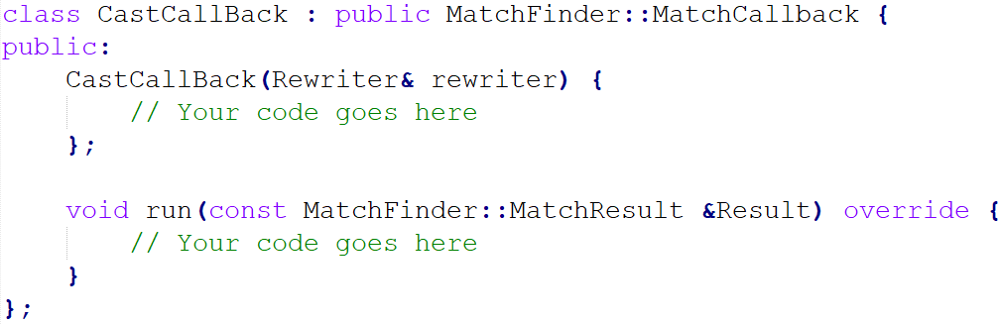 class CastCallBack : public MatchFinder::MatchCallback {
public:
    CastCallBack(Rewriter& rewriter) {
        // Your code goes here
    };

    void run(const MatchFinder::MatchResult &Result) override {
        // Your code goes here
    }
};